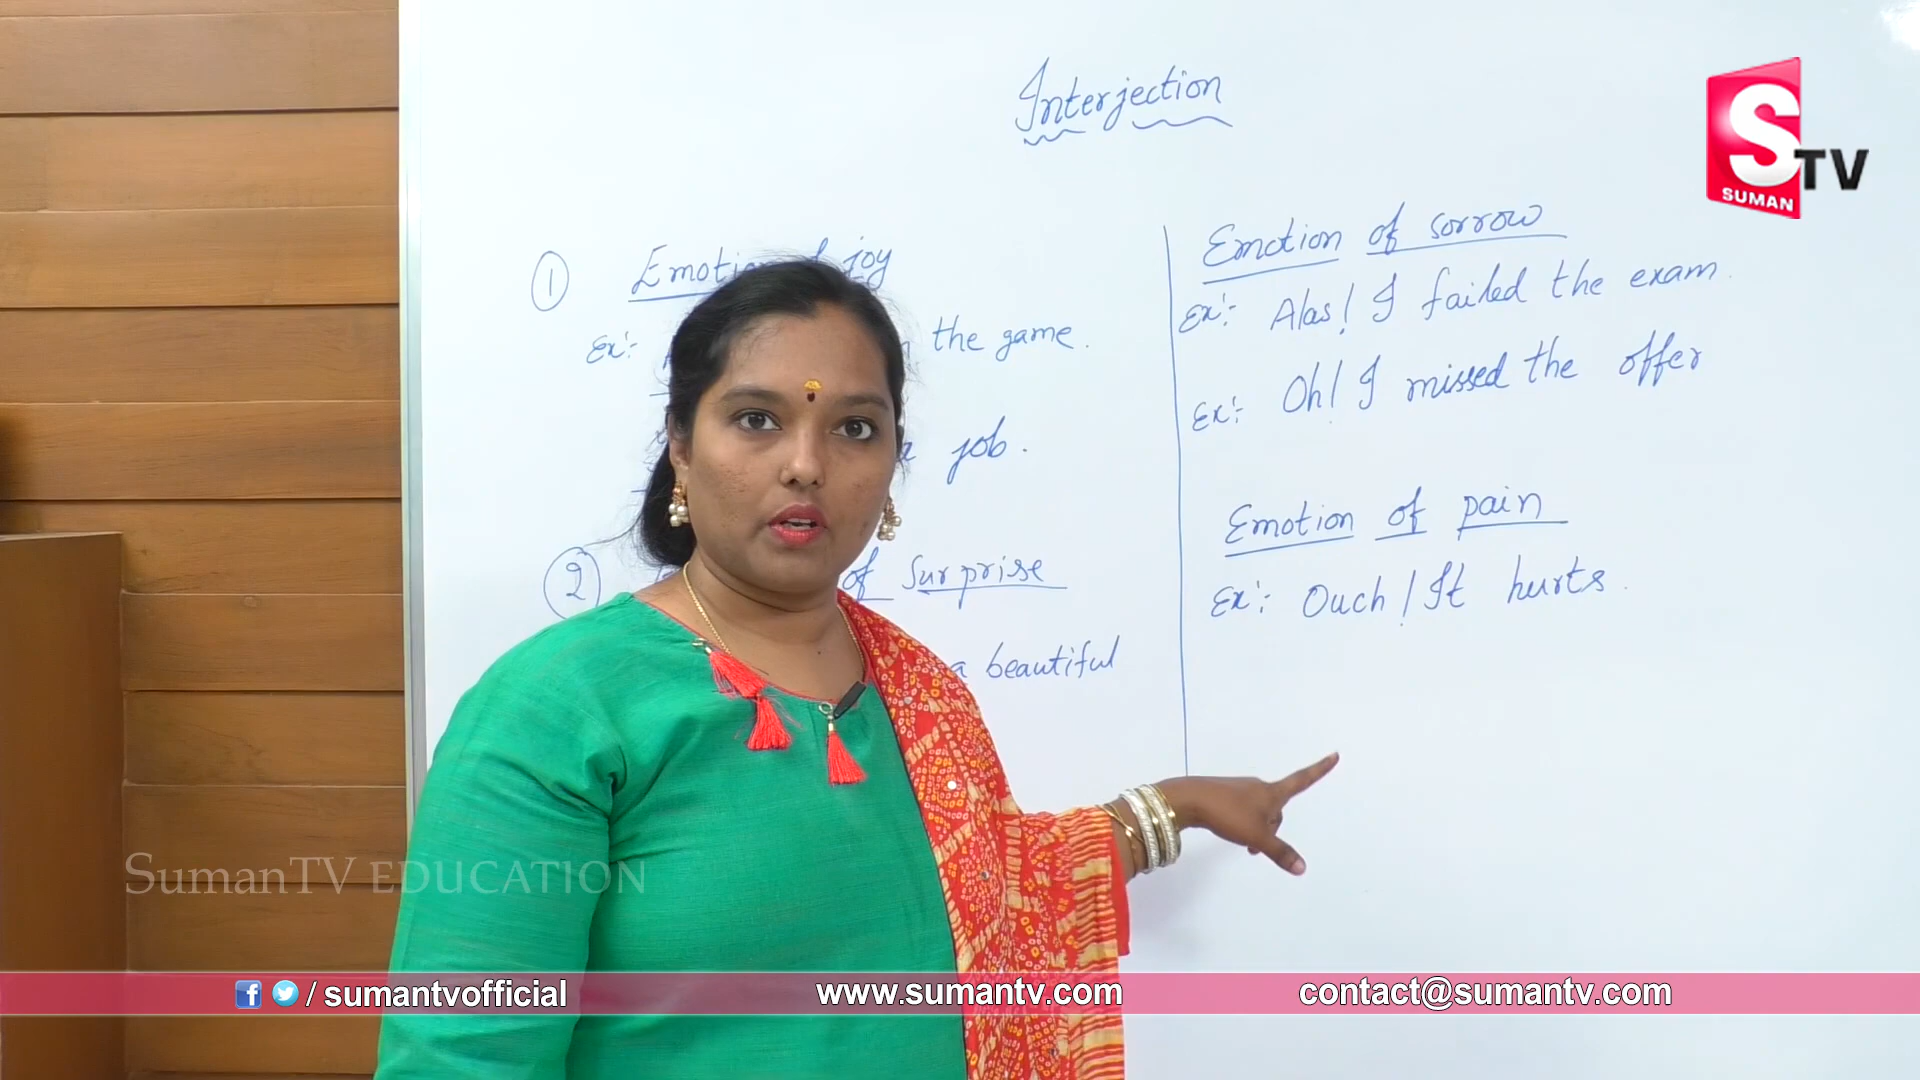 Interjection
S
SUMAN TV
① Emotion of joy
Ex:- the game.
a job.
② of Surprise
a beautiful
Emotion of sorrow
Ex:- Alas! I failed the exam.
Ex:- Oh! I missed the offer
Emotion of pain
Ex:- Ouch! It hurts.
SumanTV EDUCATION
/ sumantvofficial
www.sumantv.com
contact@sumantv.com